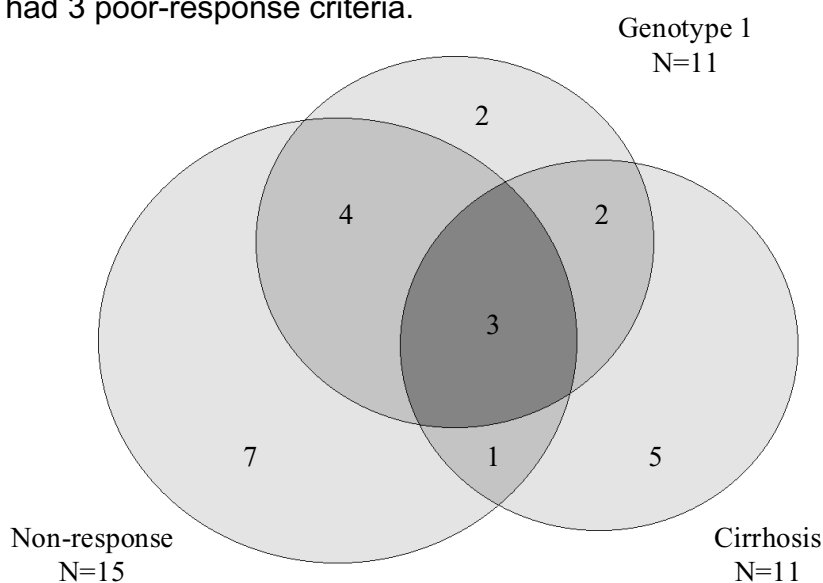 had 3 poor-response criteria.
Genotype 1
N=11
2
4
2
3
7
1
5
Non-response
N=15
Cirrhosis
N=11